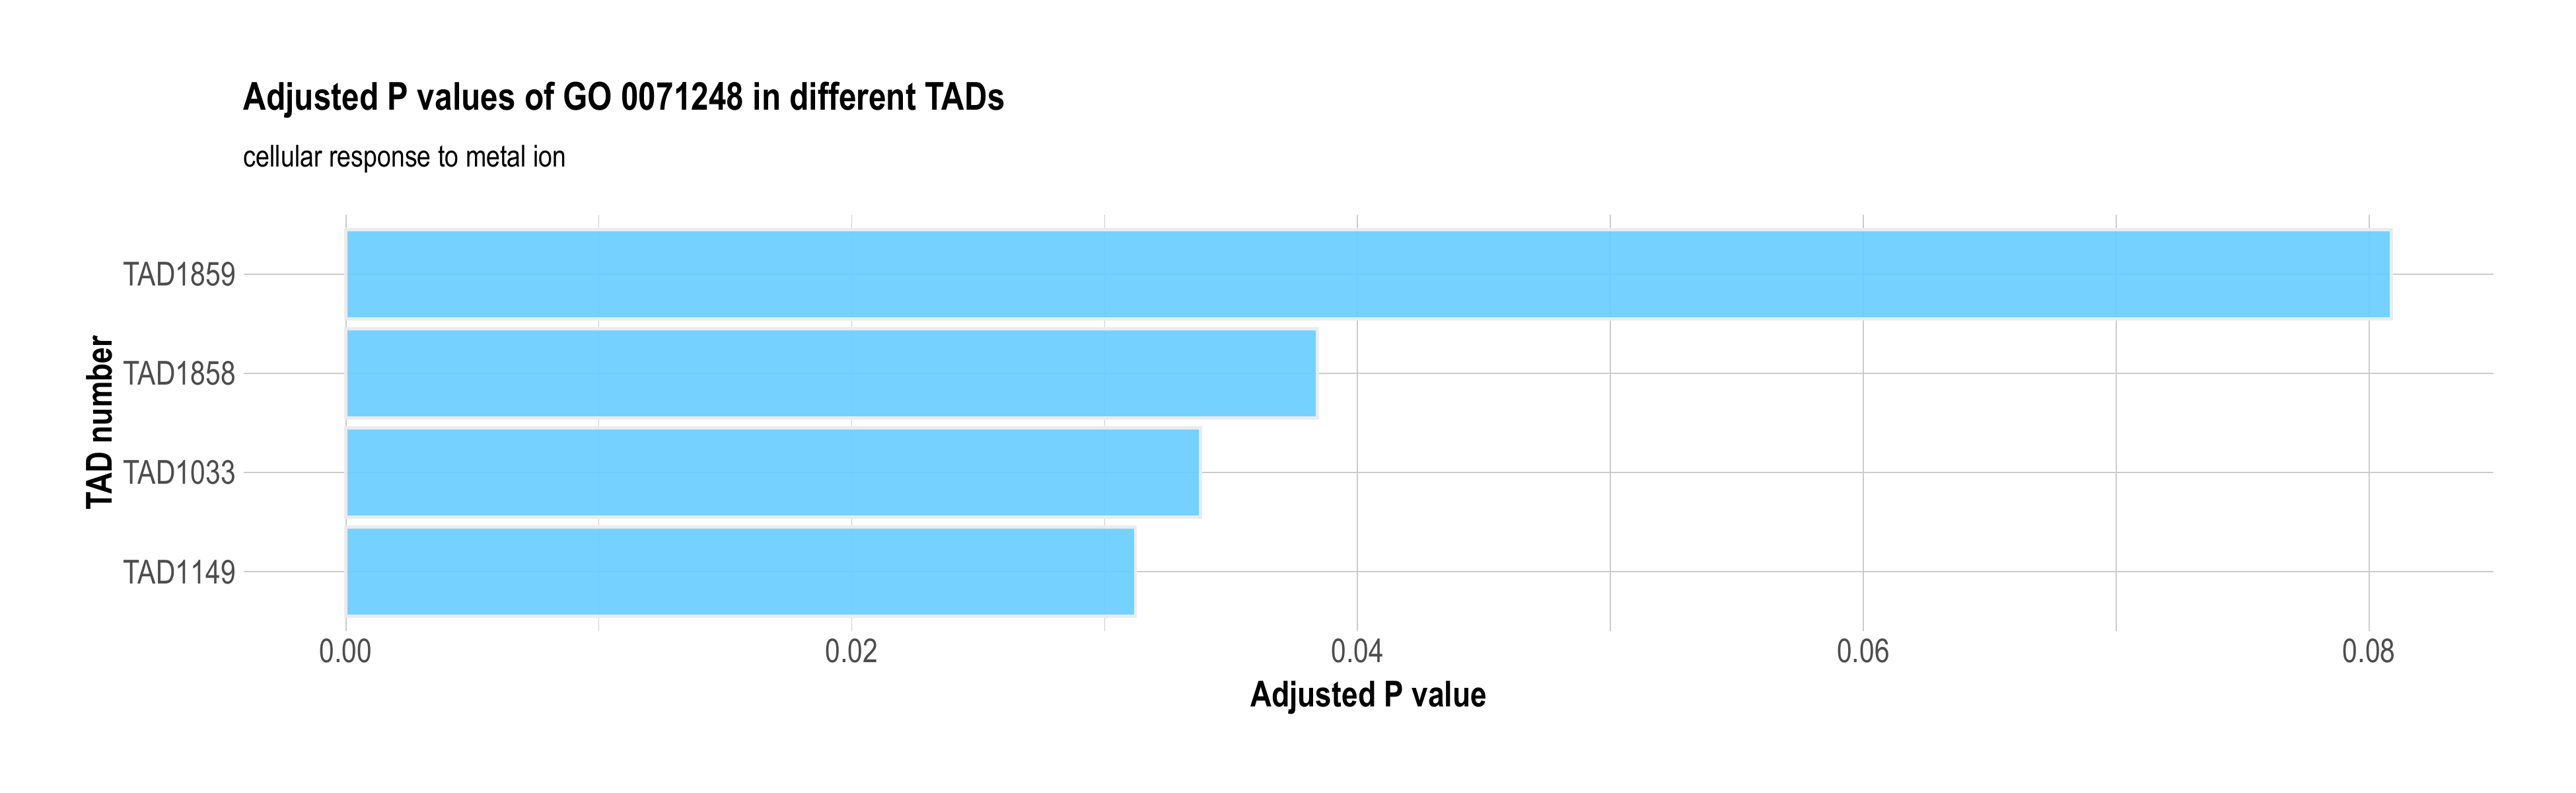 Adjusted P values of GO 0071248 in different TADs
cellular response to metal ion
TAD number
TAD1859
TAD1858
TAD1033
TAD1149
0.00 0.02 0.04 0.06 0.08
Adjusted P value